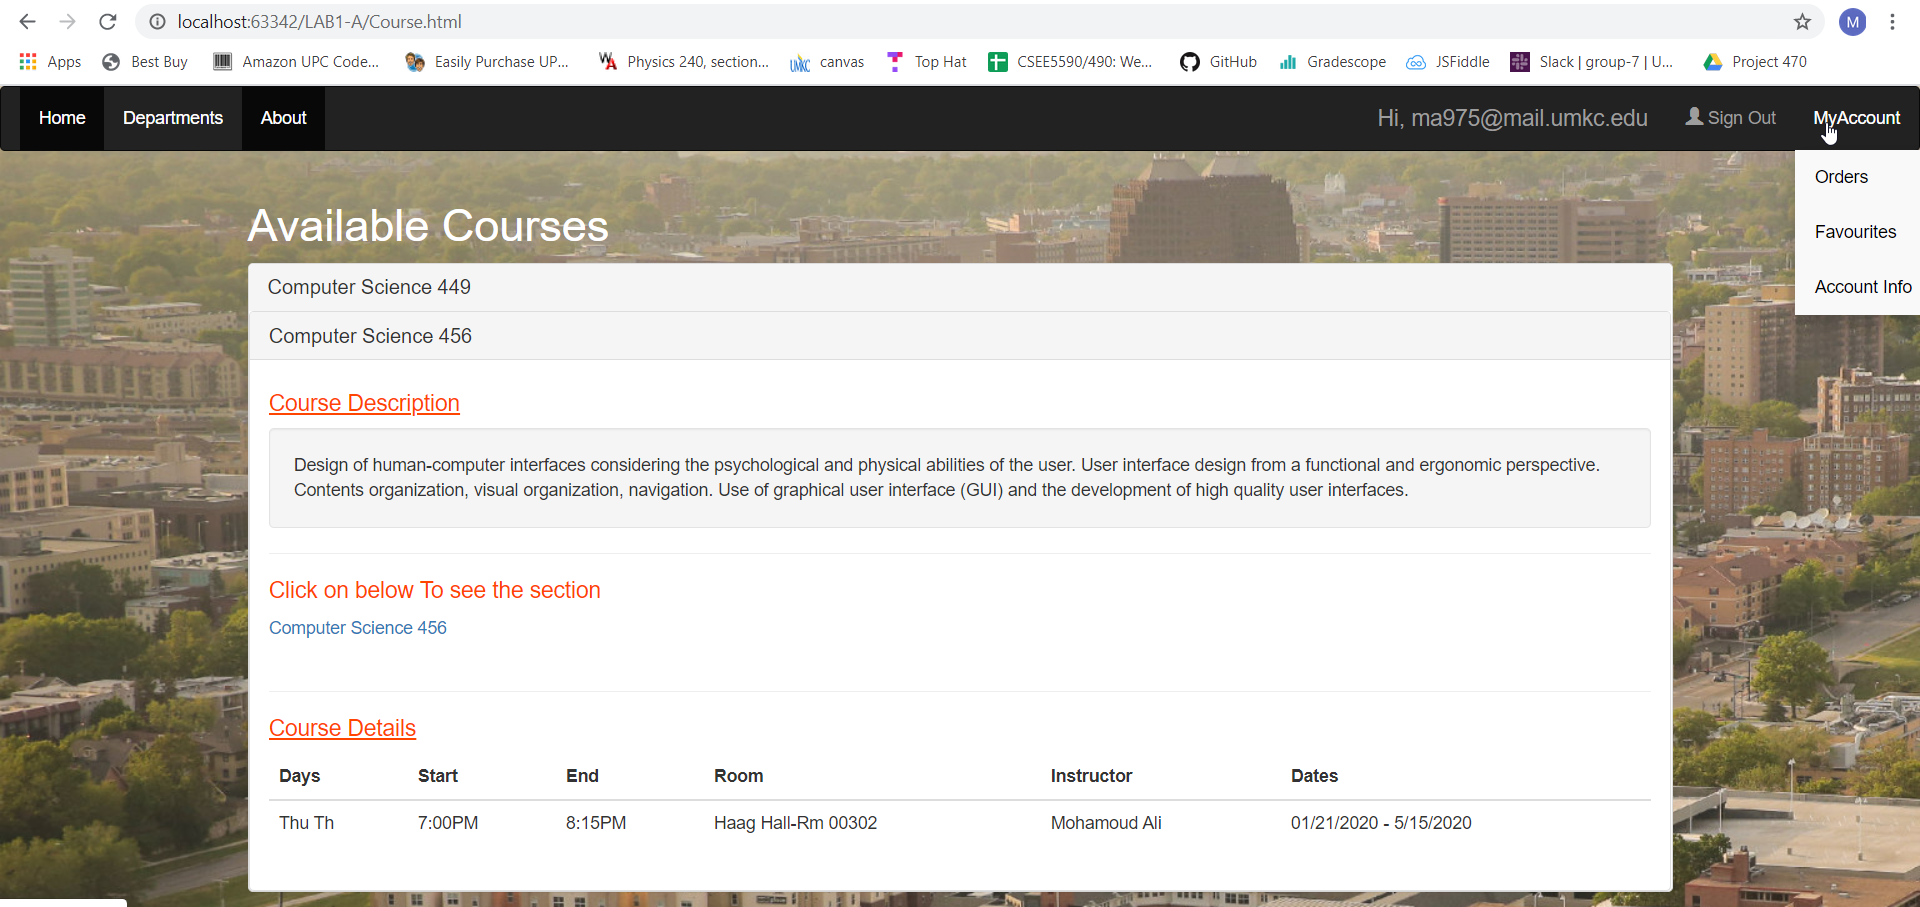 localhost:63342/LAB1-A/Course.html
M
Apps Best Buy Amazon UPC Code... Easily Purchase UP... Physics 240, section... UMKC canvas Top Hat CSEE5590/490: We... GitHub Gradescope JSFiddle Slack | group-7 | U... Project 470
Home Departments About Hi, ma975@mail.umkc.edu Sign Out MyAccount
Orders
Favourites
Account Info
Available Courses
Computer Science 449
Computer Science 456
Course Description
Design of human-computer interfaces considering the psychological and physical abilities of the user. User interface design from a functional and ergonomic perspective.
Contents organization, visual organization, navigation. Use of graphical user interface (GUI) and the development of high quality user interfaces.
Click on below To see the section
Computer Science 456
Course Details
Days Start End Room Instructor Dates
Thu Th 7:00PM 8:15PM Haag Hall-Rm 00302 Mohamoud Ali 01/21/2020 - 5/15/2020